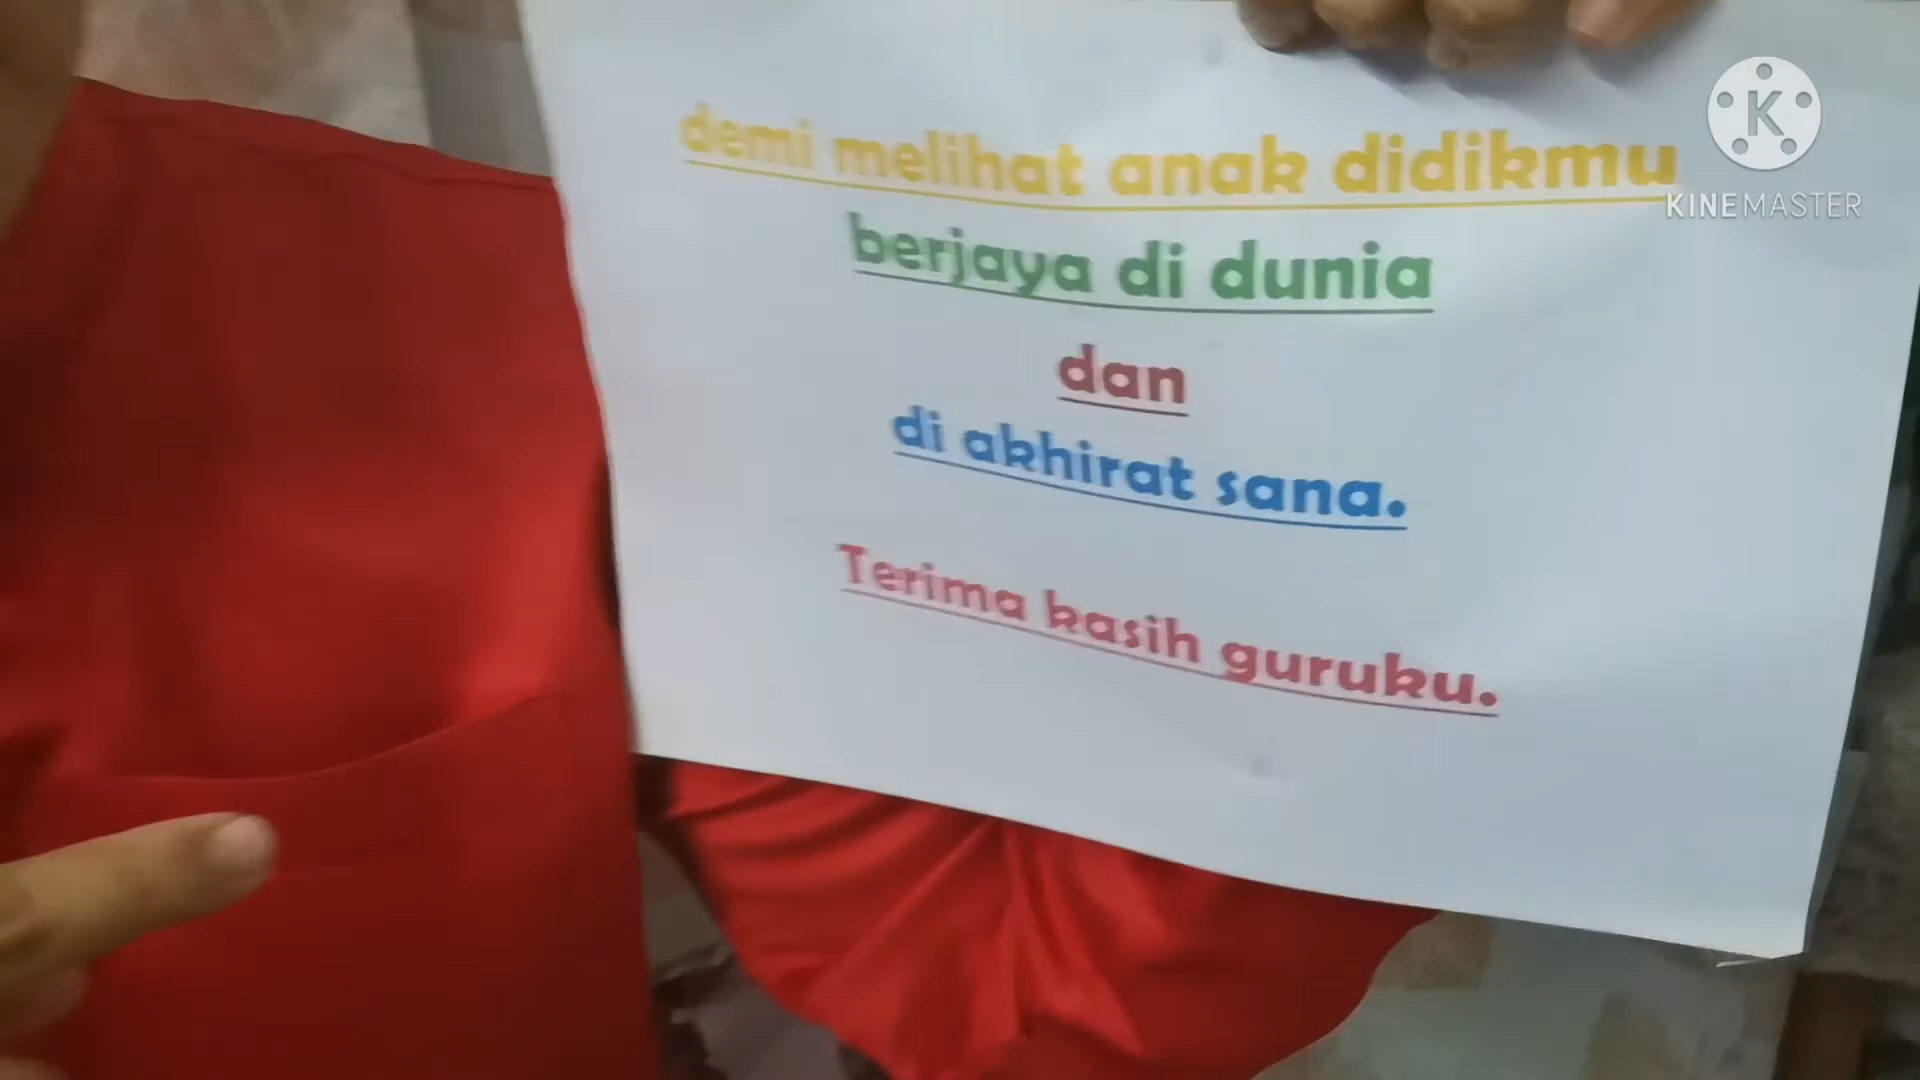 demi melihat anak didikmu
berjaya di dunia
dan
di akhirat sana.
Terima kasih guruku.
K
KINEMASTER